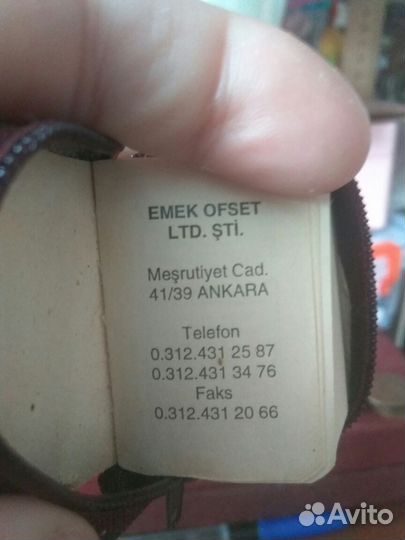 EMEK OFSET
LTD. ŞTİ.
Meşrutiyet Cad.
41/39 ANKARA
Telefon
0.312.431 25 87
0.312.431 34 76
Faks
0.312.431 20 66
Avito